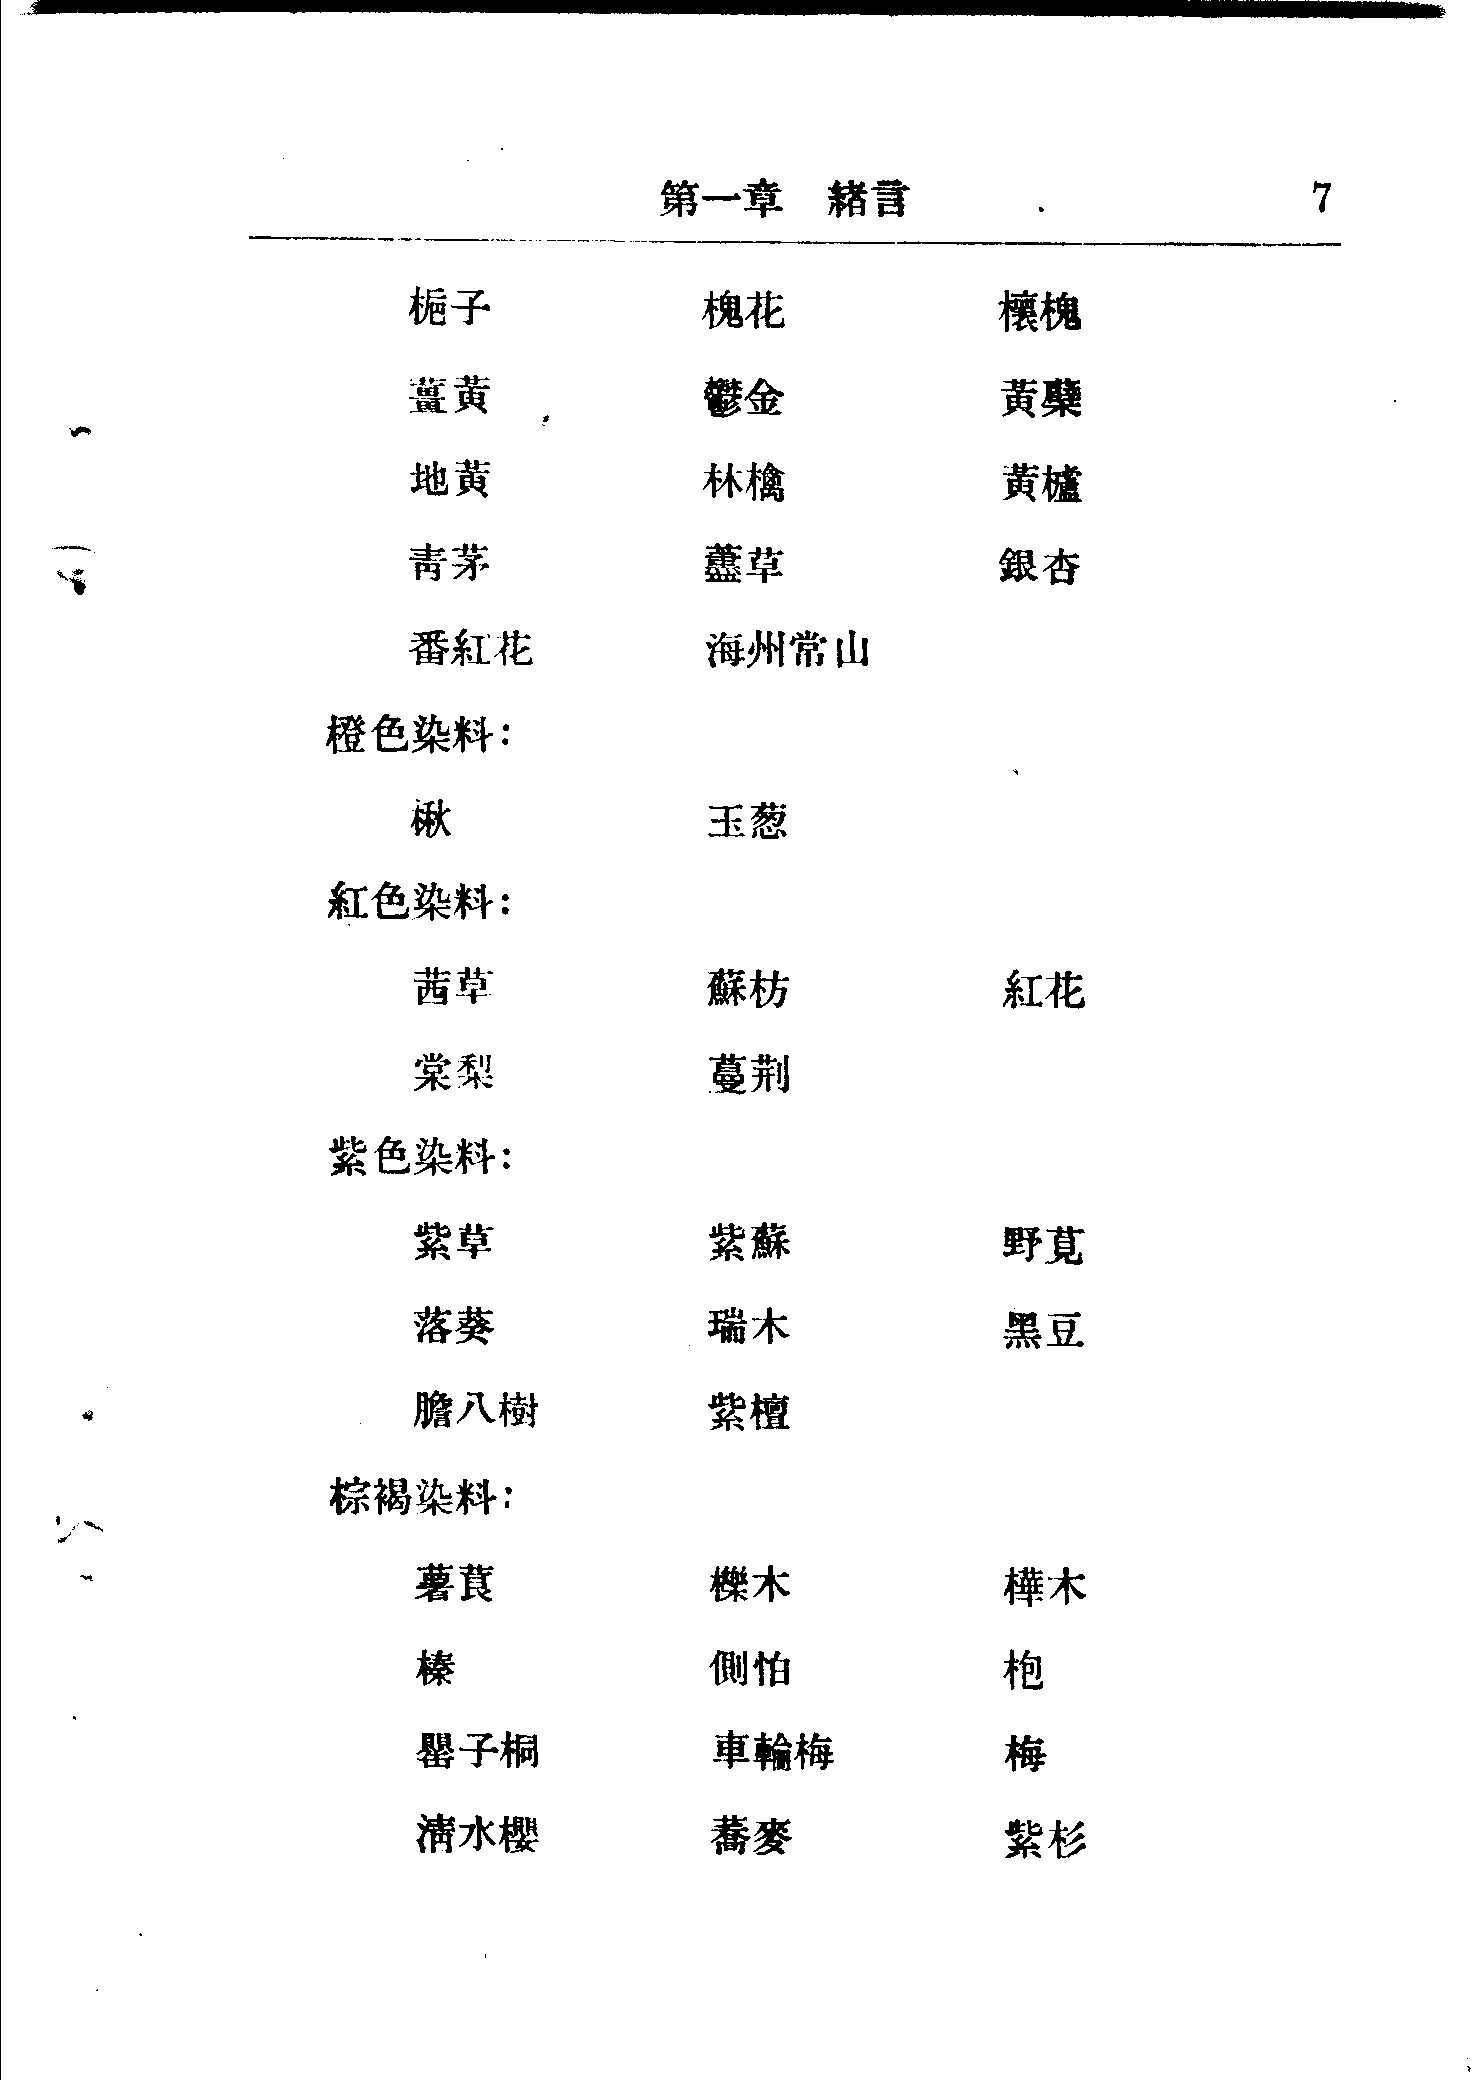 第一章　緒言　7
梔子　槐花　櫰槐
薑黃　鬱金　黃蘗
地黃　林檎　黃櫨
青茅　藎草　銀杏
番紅花　海州常山
橙色染料：
楸　玉葱
紅色染料：
茜草　蘇枋　紅花
棠梨　蔓荆
紫色染料：
紫草　紫蘇　野莧
落葵　瑞木　黑豆
膽八樹　紫檀
棕褐染料：
薯莨　櫟木　樺木
榛　側怕　枹
罌子桐　車輪梅　梅
清水櫻　蕎麥　紫杉